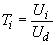 T_i = U_i / U_d